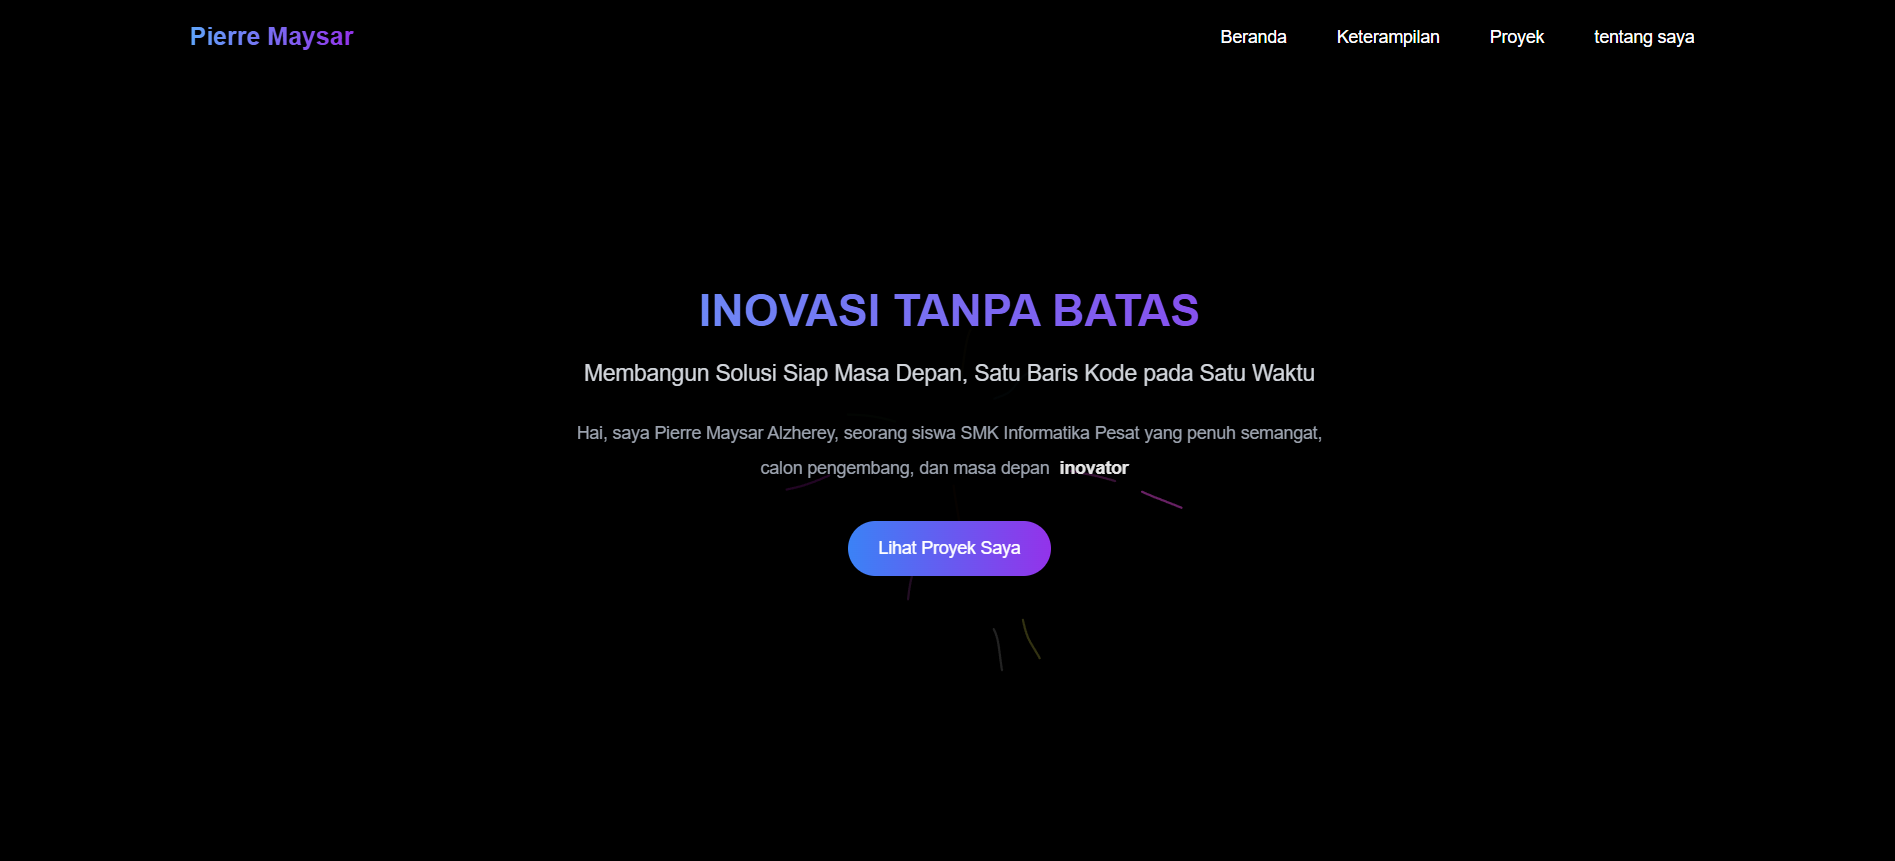 Pierre Maysar
Beranda
Keterampilan
Proyek
tentang saya
INOVASI TANPA BATAS
Membangun Solusi Siap Masa Depan, Satu Baris Kode pada Satu Waktu
Hai, saya Pierre Maysar Alzherey, seorang siswa SMK Informatika Pesat yang penuh semangat,
calon pengembang, dan masa depan inovator
Lihat Proyek Saya